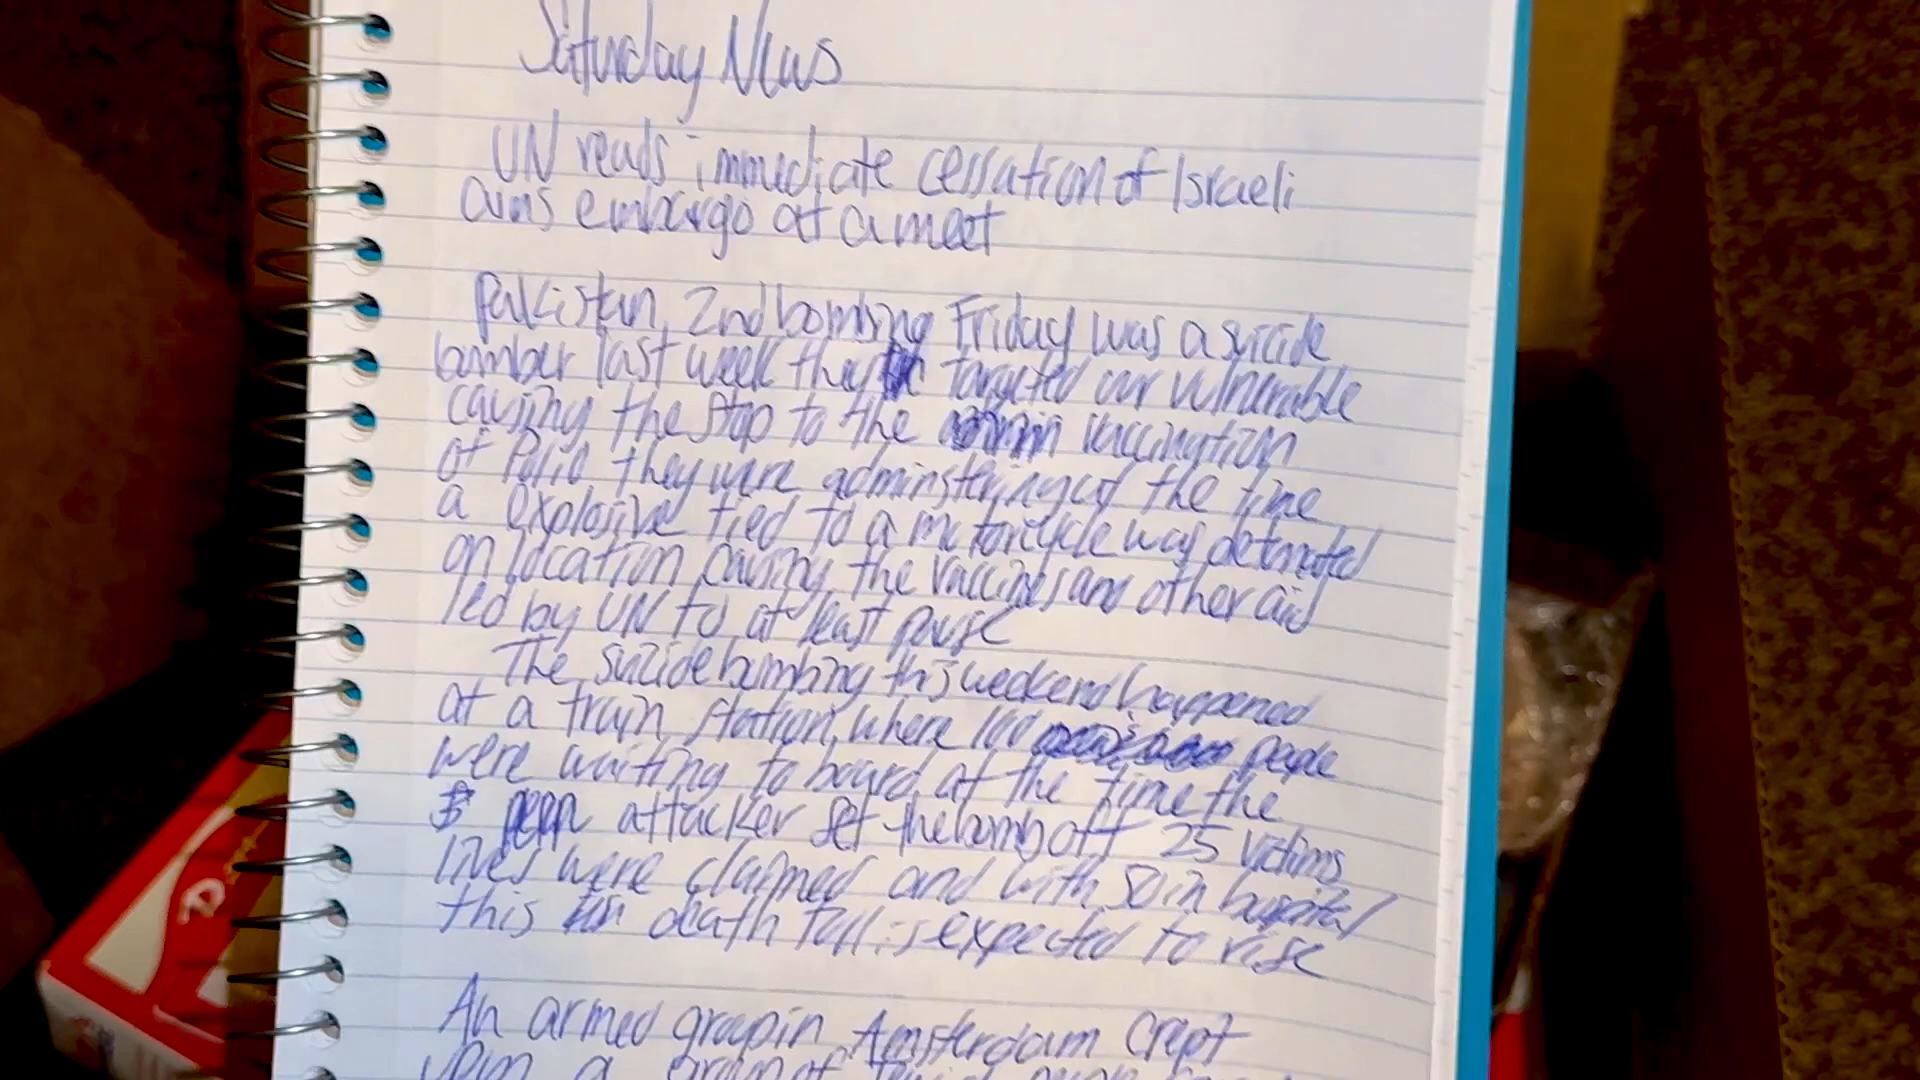 Saturday News
UN reads immediate cessation of Israeli
arms embargo at a meet
Pakistan, 2nd bombing Friday was a suicide
bomber last week they targeted our vulnerable
causing the stop to the vaccination
of Polio they were adminstering at the time
a explosive tied to a motorcycle was detonated
on location causing the vaccines and other aid
led by UN to at least pause
The suicide bombing this weekend happened
at a train station, where 100 people
were waiting to board at the time the
attacker set the bomb off 25 victims
lives were claimed and with 50 in hospital
this death toll is expected to rise
An armed group in Amsterdam crept
upon a group of